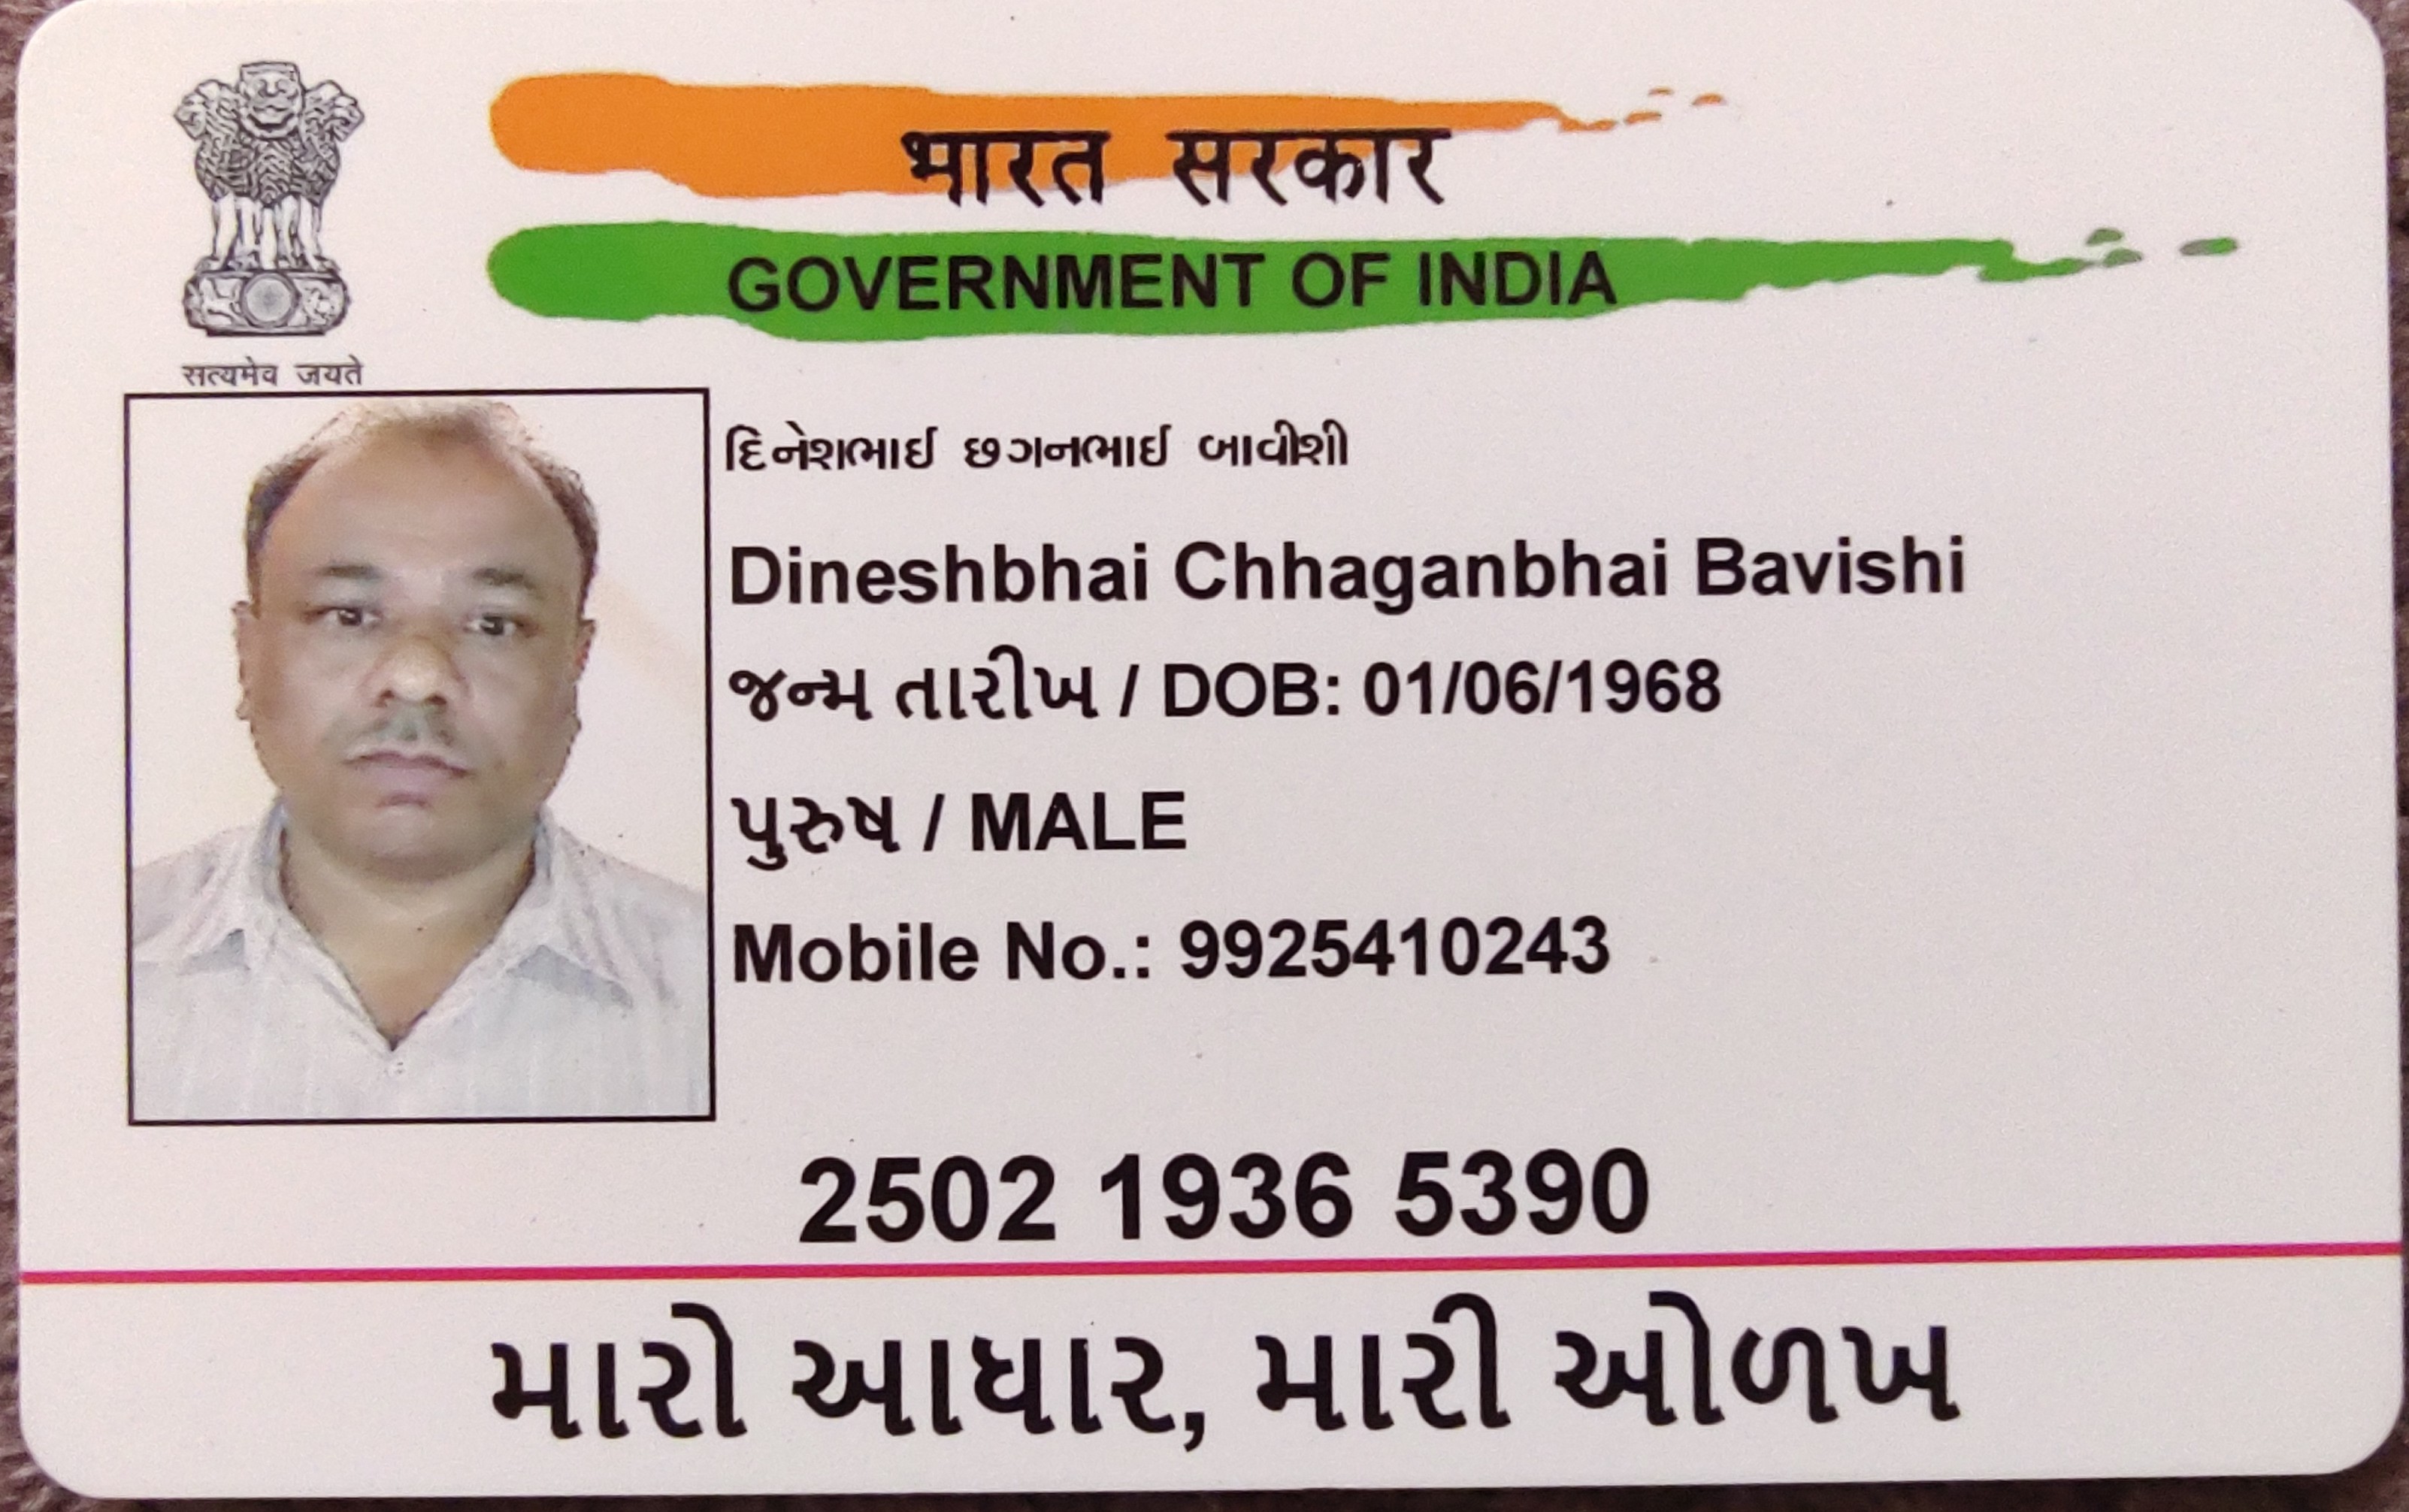 भारत सरकार
GOVERNMENT OF INDIA
सत्यमेव जयते
દિનેશભાઈ છગનભાઈ બાવીશી
Dineshbhai Chhaganbhai Bavishi
જન્મ તારીખ / DOB: 01/06/1968
પુરુષ / MALE
Mobile No.: 9925410243
2502 1936 5390
મારો આધાર, મારી ઓળખ